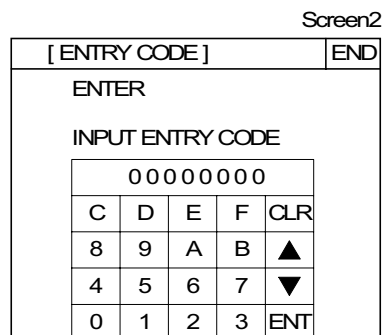 Screen2
[ ENTRY CODE ] END
ENTER
INPUT ENTRY CODE
00000000
C D E F CLR
8 9 A B ▲
4 5 6 7 ▼
0 1 2 3 ENT